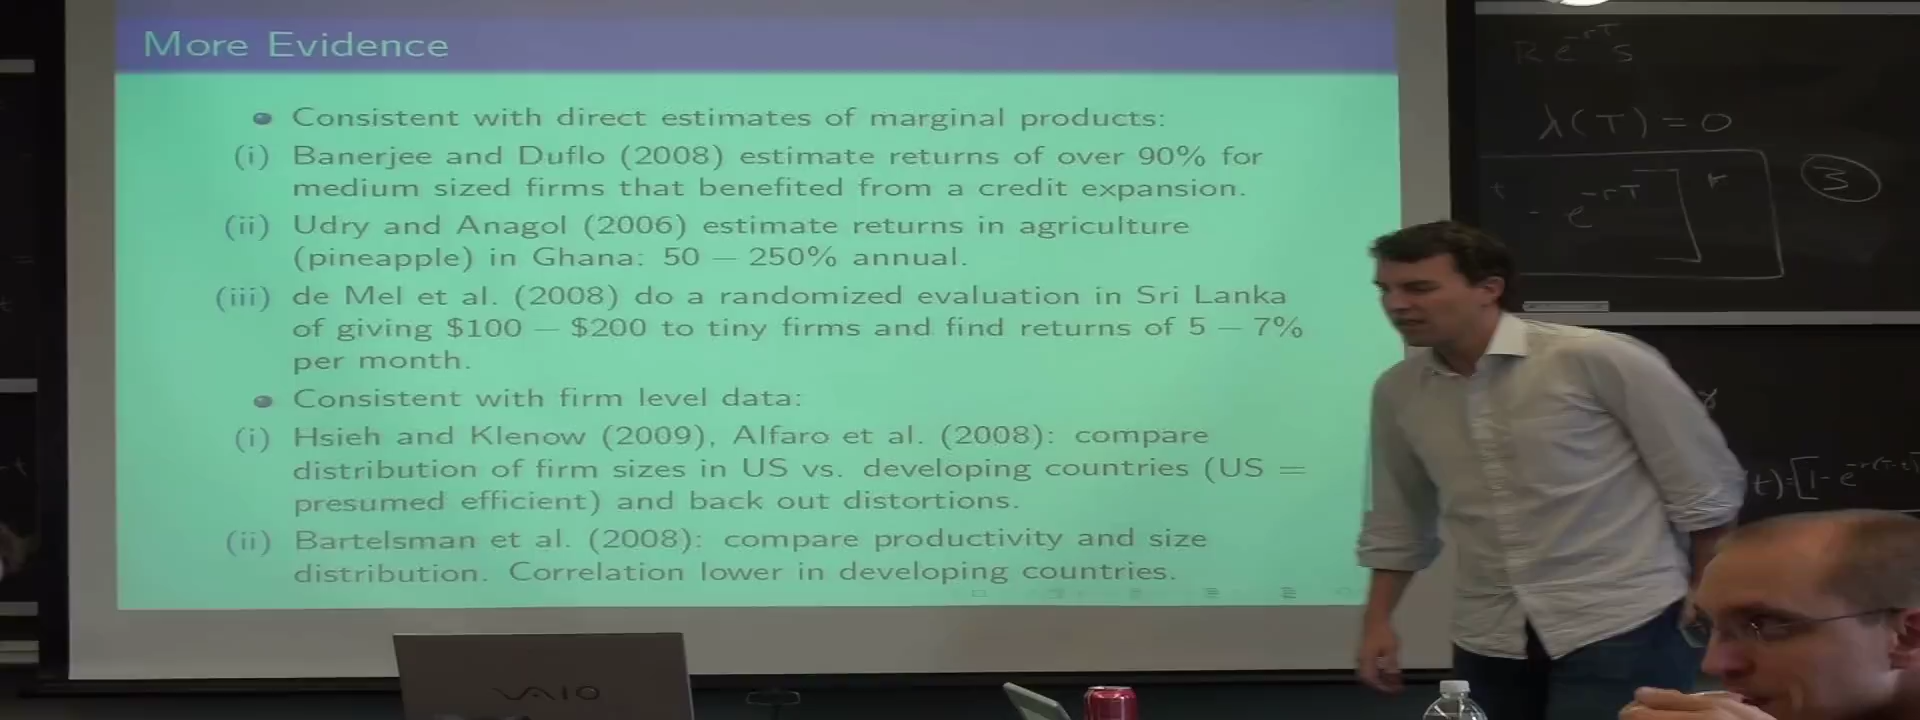 More Evidence
Consistent with direct estimates of marginal products:
(i) Banerjee and Duflo (2008) estimate returns of over 90% for
medium sized firms that benefited from a credit expansion.
(ii) Udry and Anagol (2006) estimate returns in agriculture
(pineapple) in Ghana: 50 – 250% annual.
(iii) de Mel et al. (2008) do a randomized evaluation in Sri Lanka
of giving $100 – $200 to tiny firms and find returns of 5 – 7%
per month.
Consistent with firm level data:
(i) Hsieh and Klenow (2009), Alfaro et al. (2008): compare
distribution of firm sizes in US vs. developing countries (US =
presumed efficient) and back out distortions.
(ii) Bartelsman et al. (2008): compare productivity and size
distribution. Correlation lower in developing countries.
λ(T) = 0
- e^{-rT} ] r
3
VAIO